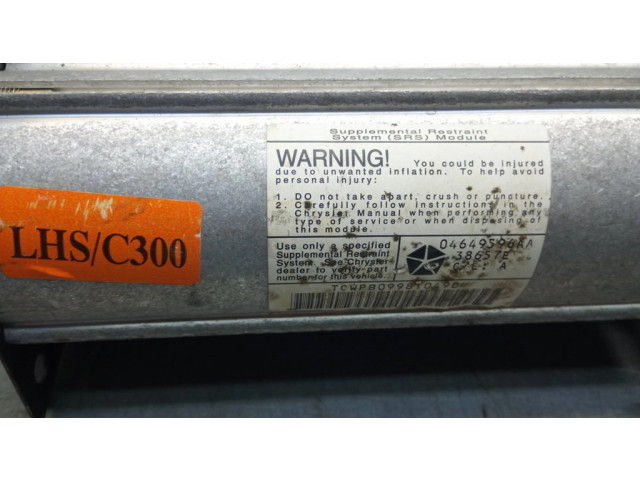 Supplemental Restraint
System (SRS) Module
WARNING! You could be injured
due to unwanted inflation. To help avoid
personal injury:
1. DO not take apart, crush or puncture.
2. Carefully follow instructions in the
Chrysler Manual when performing any
type of service or when disposing of
this module.
Use only a specified
Supplemental Restraint
System. See Chrysler
dealer to verify part
number for this vehicle.
38657E
LHS/C300